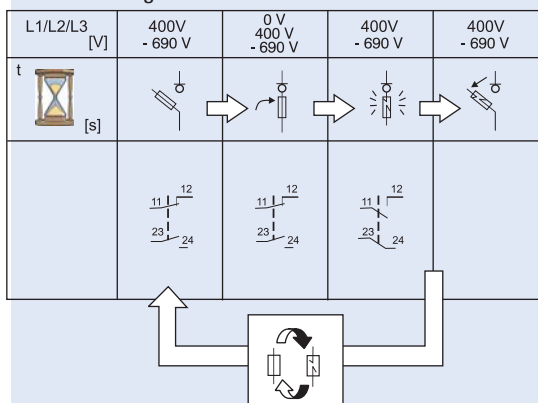 L1/L2/L3
[V]
400V
- 690 V
0 V
400 V
- 690 V
400V
- 690 V
400V
- 690 V
t
[s]
11 12
23 24
11 12
23 24
11 12
23 24